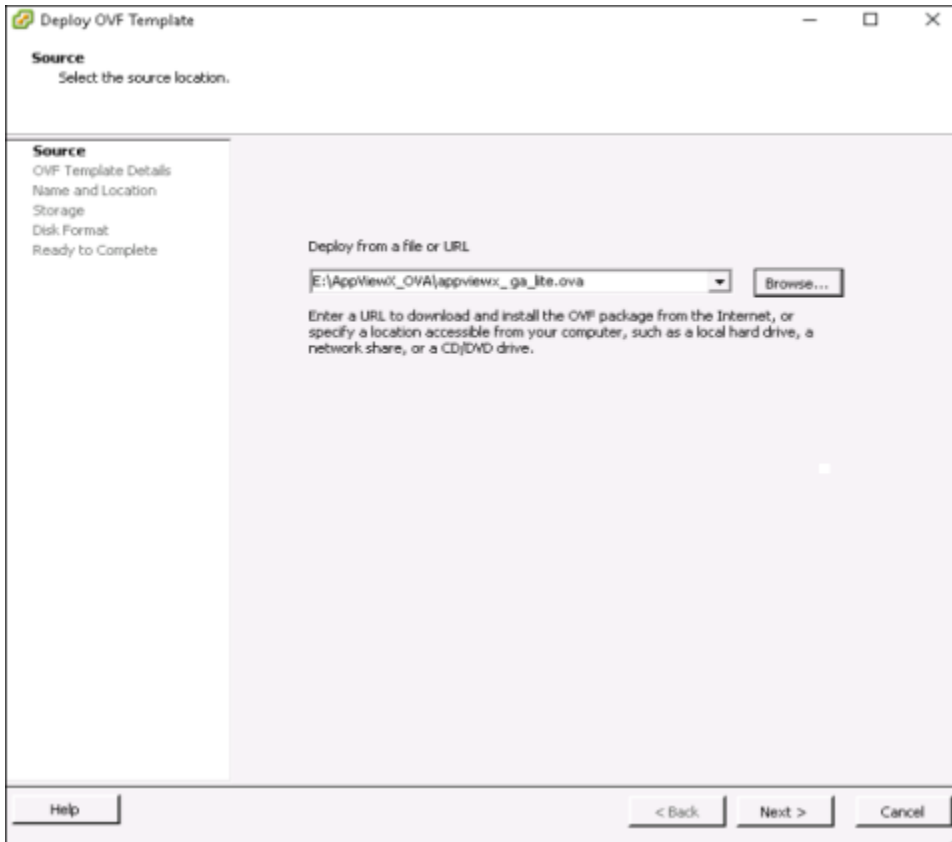 Deploy OVF Template
Source
Select the source location.
Source
OVF Template Details
Name and Location
Storage
Disk Format
Ready to Complete
Deploy from a file or URL
E:\AppViewX_OVA\appviewx_ga_lite.ova
Browse...
Enter a URL to download and install the OVF package from the Internet, or
specify a location accessible from your computer, such as a local hard drive, a
network share, or a CD/DVD drive.
Help
< Back
Next >
Cancel